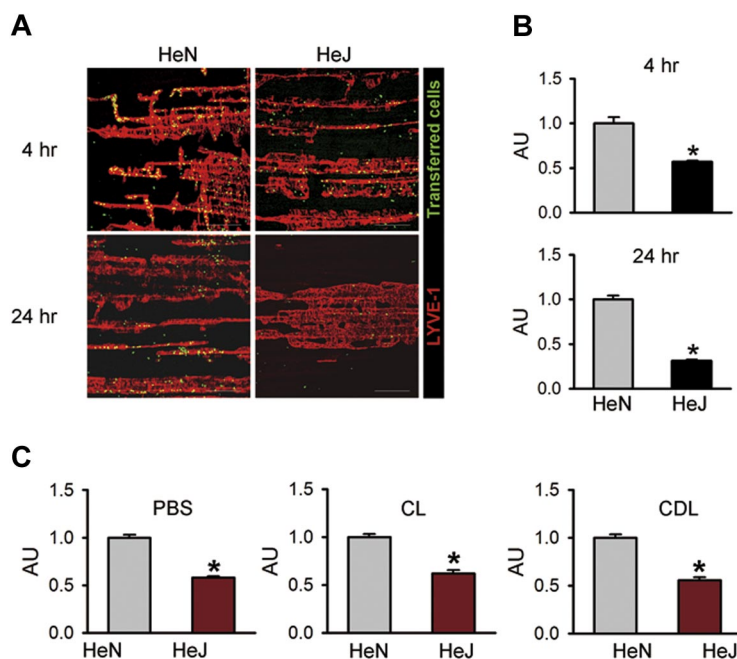 A
HeN HeJ
4 hr
24 hr
Transferred cells
LYVE-1
B
4 hr
AU
1.5
1.0
0.5
0.0
*
24 hr
AU
1.5
1.0
0.5
0.0
*
HeN HeJ
C
PBS
AU
1.5
1.0
0.5
0.0
*
HeN HeJ
CL
AU
1.5
1.0
0.5
0.0
*
HeN HeJ
CDL
AU
1.5
1.0
0.5
0.0
*
HeN HeJ